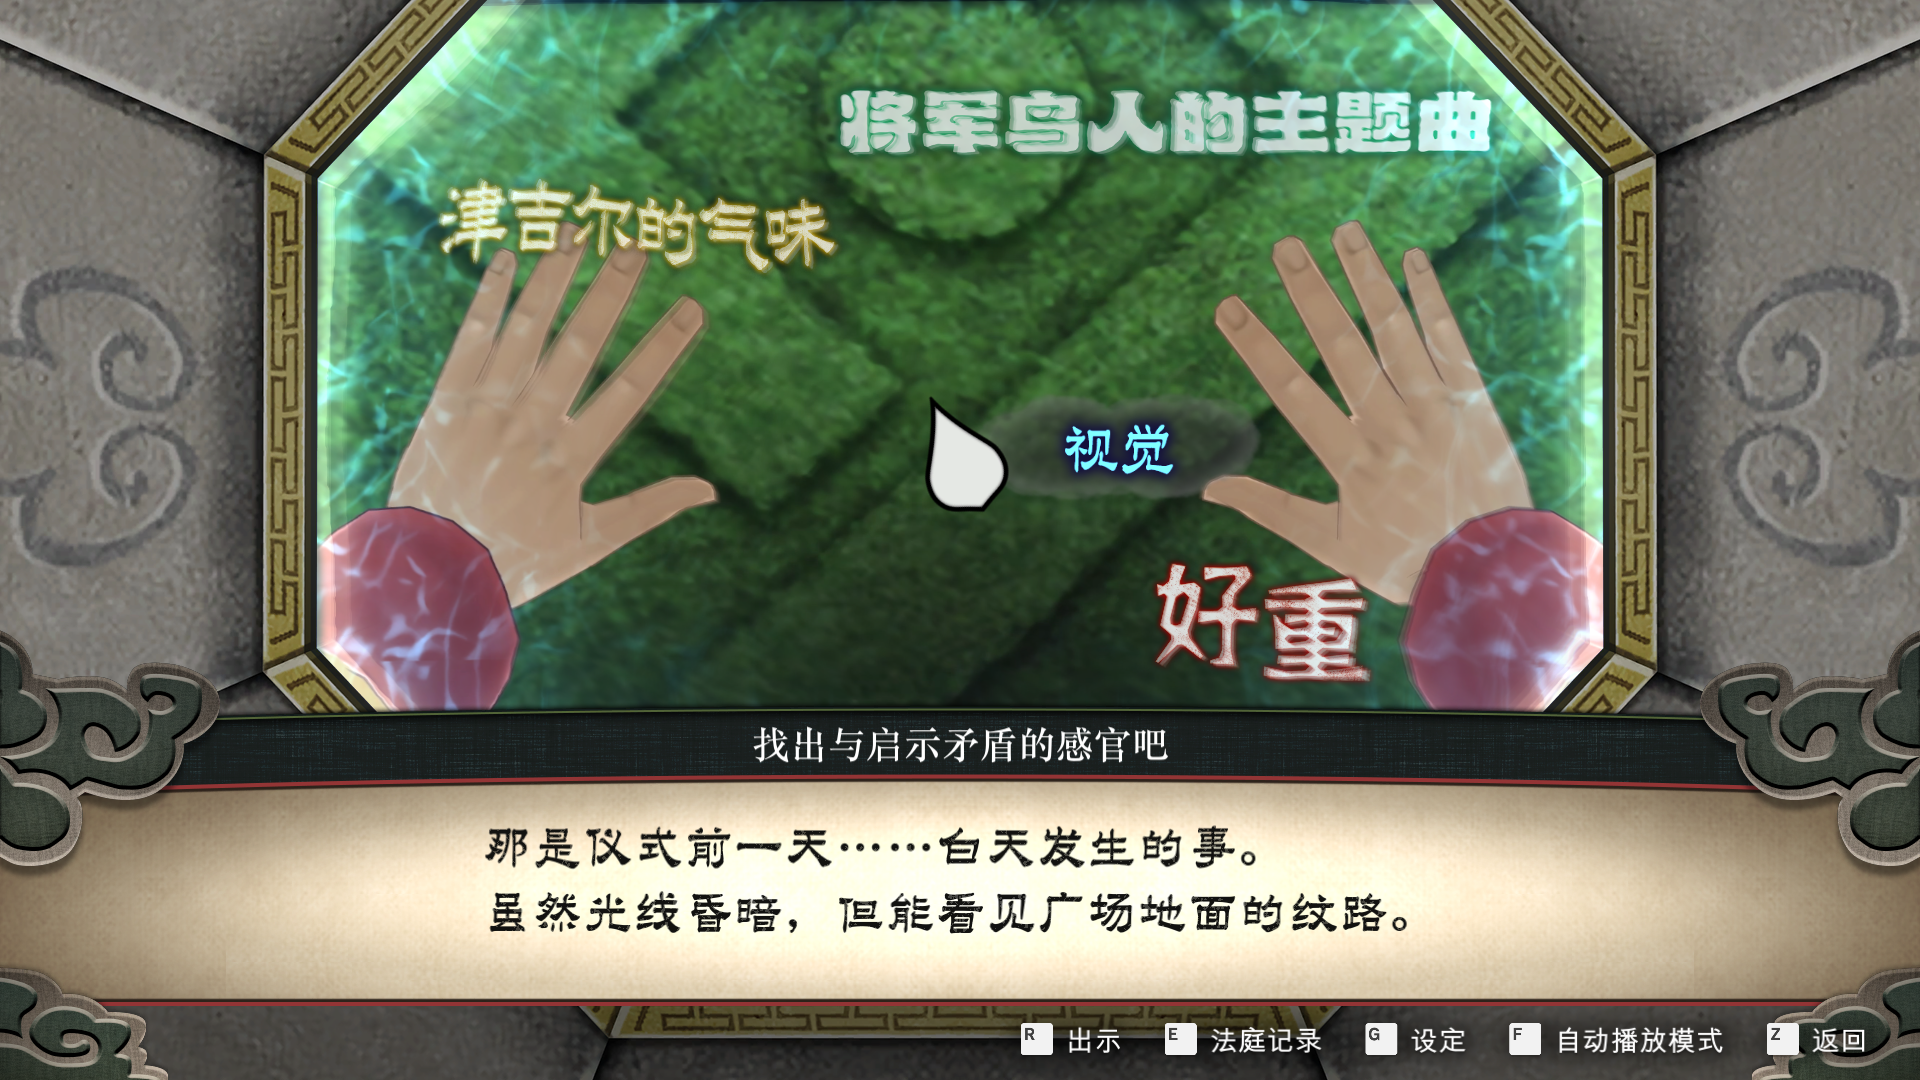 将军鸟人的主题曲
津吉尔的气味
视觉
好重
找出与启示矛盾的感官吧
那是仪式前一天……白天发生的事。
虽然光线昏暗，但能看见广场地面的纹路。
R 出示 E 法庭记录 G 设定 F 自动播放模式 Z 返回